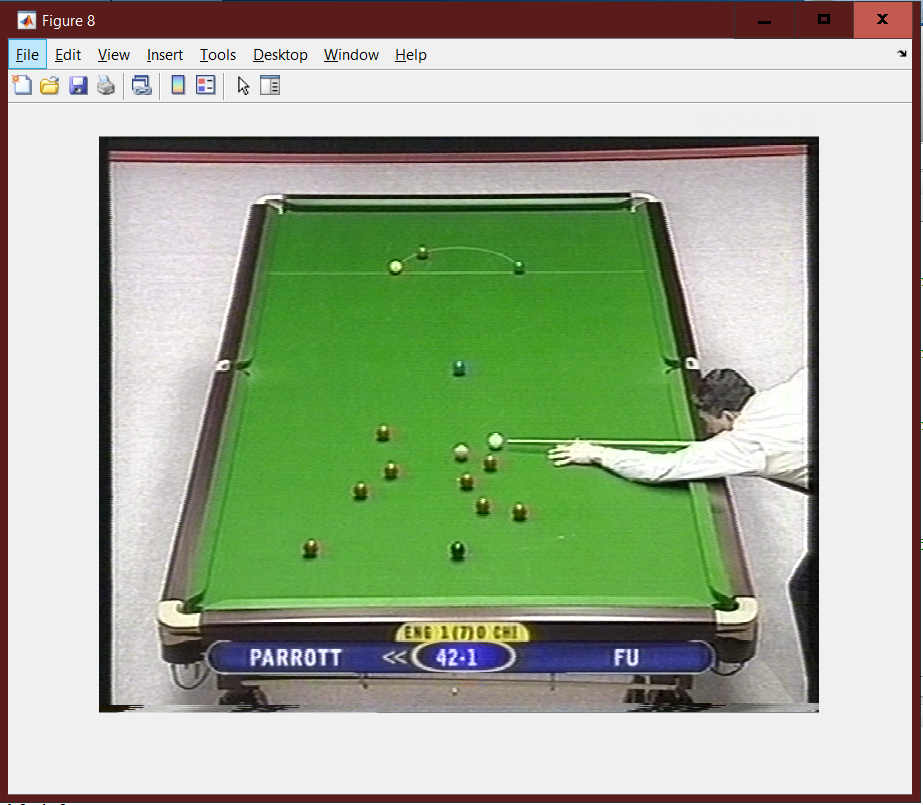 Figure 8
File Edit View Insert Tools Desktop Window Help
ENG 1(7)0 CHI
PARROTT << 42-1 FU